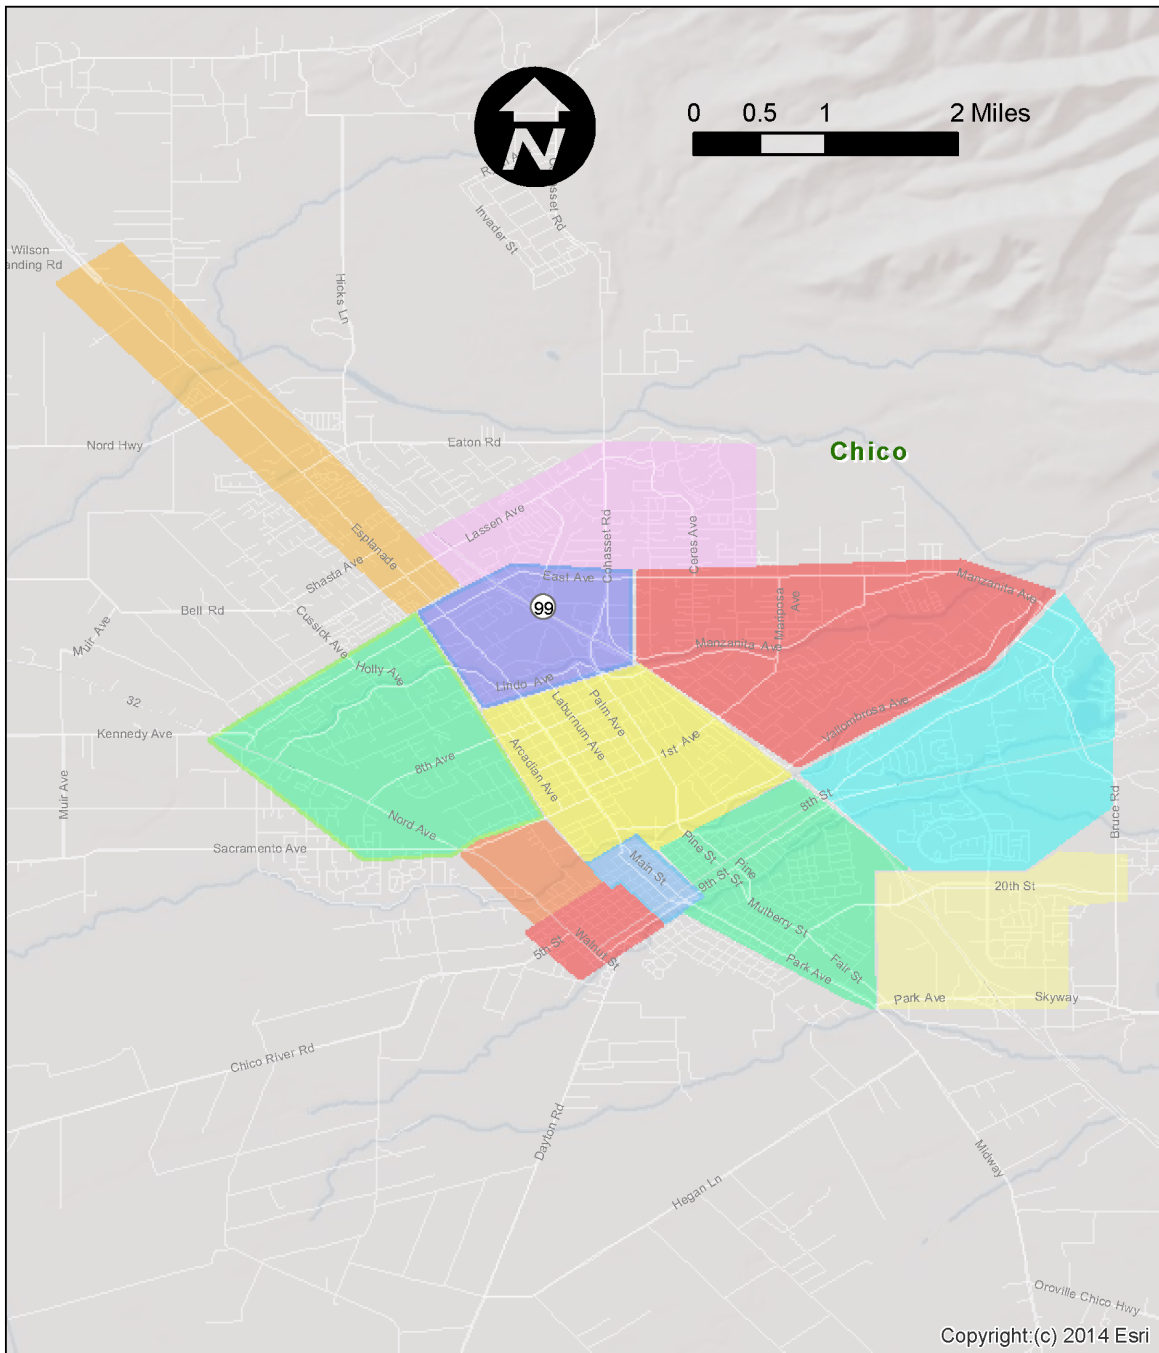 0 0.5 1 2 Miles
N
Invader St
Wilson
anding Rd
Hicks Ln
Nord Hwy
Eaton Rd
Chico
Lassen Ave
Cohasset Rd
Ceres Ave
Esplanade
Shasta Ave
East Ave
99
Manzanita Ave
Mariposa
Ave
Bell Rd
Muir Ave
Cussick Ave
Holly Ave
Manzanita Ave
Lindo Ave
32
Kennedy Ave
Laburnum Ave
Palm Ave
1st Ave
Vallombrosa Ave
8th Ave
Arcadian Ave
Muir Ave
Nord Ave
8th St
Bruce Rd
Sacramento Ave
Main St
Pine St
Pine
St
9th St
20th St
Mulberry St
5th St
Walnut St
Park Ave
Fair St
Park Ave
Skyway
Chico River Rd
Dayton Rd
Midway
Hegan Ln
Oroville Chico Hwy
Copyright:(c) 2014 Esri